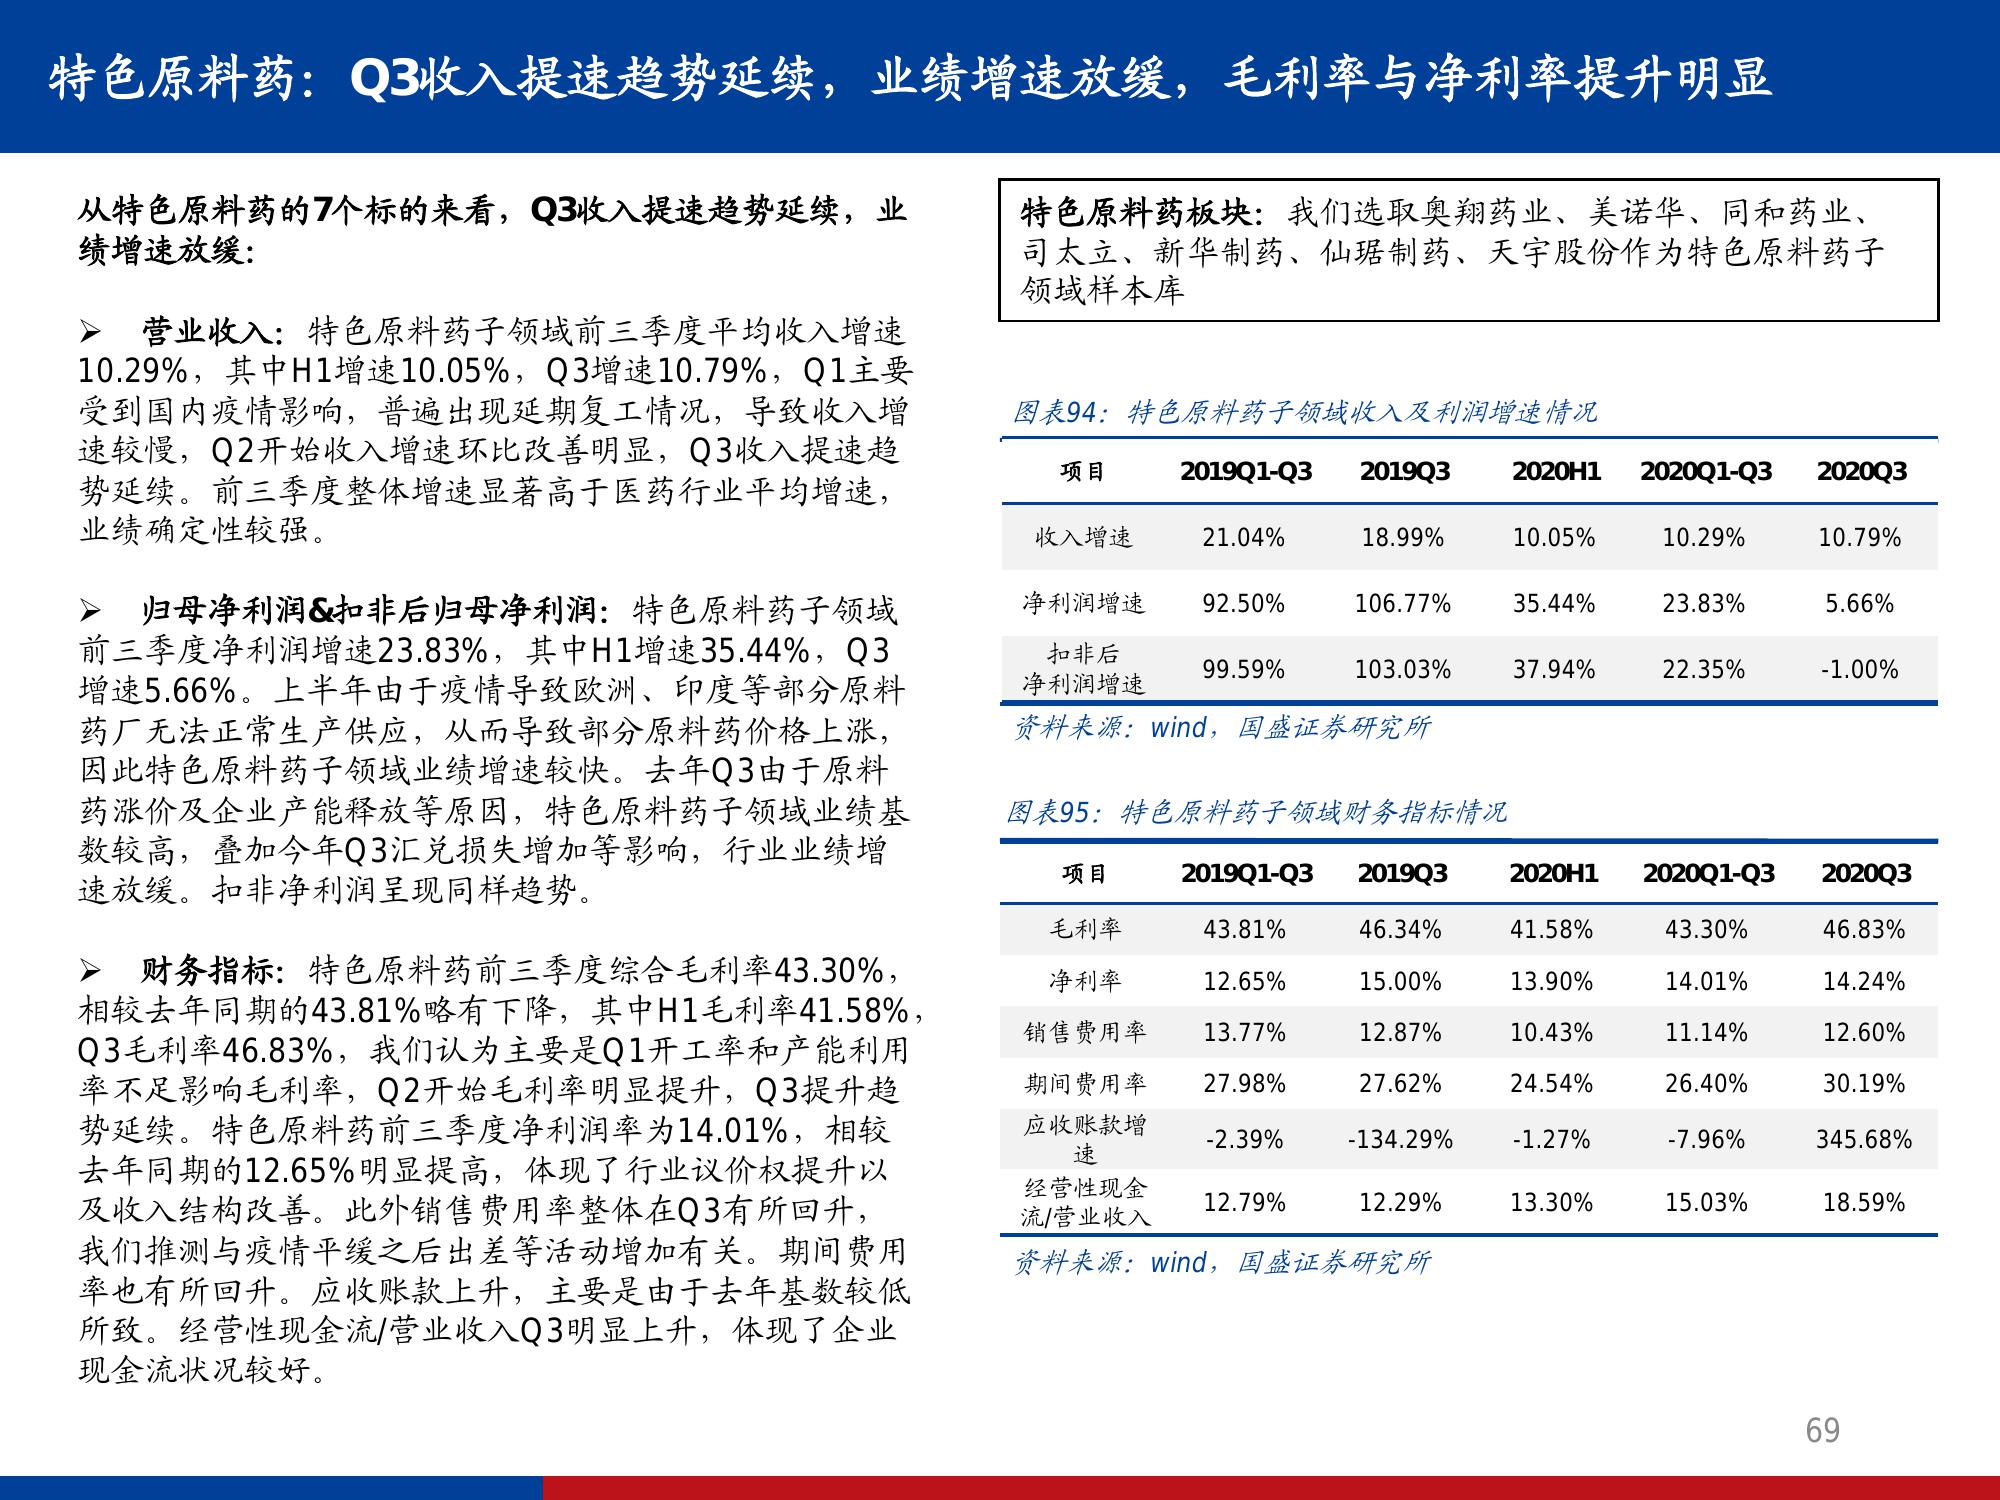 特色原料药：Q3收入提速趋势延续，业绩增速放缓，毛利率与净利率提升明显
从特色原料药的7个标的来看，Q3收入提速趋势延续，业
绩增速放缓：
➢ 营业收入：特色原料药子领域前三季度平均收入增速
10.29%，其中H1增速10.05%，Q3增速10.79%，Q1主要
受到国内疫情影响，普遍出现延期复工情况，导致收入增
速较慢，Q2开始收入增速环比改善明显，Q3收入提速趋
势延续。前三季度整体增速显著高于医药行业平均增速，
业绩确定性较强。
➢ 归母净利润&扣非后归母净利润：特色原料药子领域
前三季度净利润增速23.83%，其中H1增速35.44%，Q3
增速5.66%。上半年由于疫情导致欧洲、印度等部分原料
药厂无法正常生产供应，从而导致部分原料药价格上涨，
因此特色原料药子领域业绩增速较快。去年Q3由于原料
药涨价及企业产能释放等原因，特色原料药子领域业绩基
数较高，叠加今年Q3汇兑损失增加等影响，行业业绩增
速放缓。扣非净利润呈现同样趋势。
➢ 财务指标：特色原料药前三季度综合毛利率43.30%，
相较去年同期的43.81%略有下降，其中H1毛利率41.58%，
Q3毛利率46.83%，我们认为主要是Q1开工率和产能利用
率不足影响毛利率，Q2开始毛利率明显提升，Q3提升趋
势延续。特色原料药前三季度净利润率为14.01%，相较
去年同期的12.65%明显提高，体现了行业议价权提升以
及收入结构改善。此外销售费用率整体在Q3有所回升，
我们推测与疫情平缓之后出差等活动增加有关。期间费用
率也有所回升。应收账款上升，主要是由于去年基数较低
所致。经营性现金流/营业收入Q3明显上升，体现了企业
现金流状况较好。
特色原料药板块：我们选取奥翔药业、美诺华、同和药业、
司太立、新华制药、仙琚制药、天宇股份作为特色原料药子
领域样本库
图表94：特色原料药子领域收入及利润增速情况
项目 2019Q1-Q3 2019Q3 2020H1 2020Q1-Q3 2020Q3
收入增速 21.04% 18.99% 10.05% 10.29% 10.79%
净利润增速 92.50% 106.77% 35.44% 23.83% 5.66%
扣非后
净利润增速 99.59% 103.03% 37.94% 22.35% -1.00%
资料来源：wind，国盛证券研究所
图表95：特色原料药子领域财务指标情况
项目 2019Q1-Q3 2019Q3 2020H1 2020Q1-Q3 2020Q3
毛利率 43.81% 46.34% 41.58% 43.30% 46.83%
净利率 12.65% 15.00% 13.90% 14.01% 14.24%
销售费用率 13.77% 12.87% 10.43% 11.14% 12.60%
期间费用率 27.98% 27.62% 24.54% 26.40% 30.19%
应收账款增
速 -2.39% -134.29% -1.27% -7.96% 345.68%
经营性现金
流/营业收入 12.79% 12.29% 13.30% 15.03% 18.59%
资料来源：wind，国盛证券研究所
69